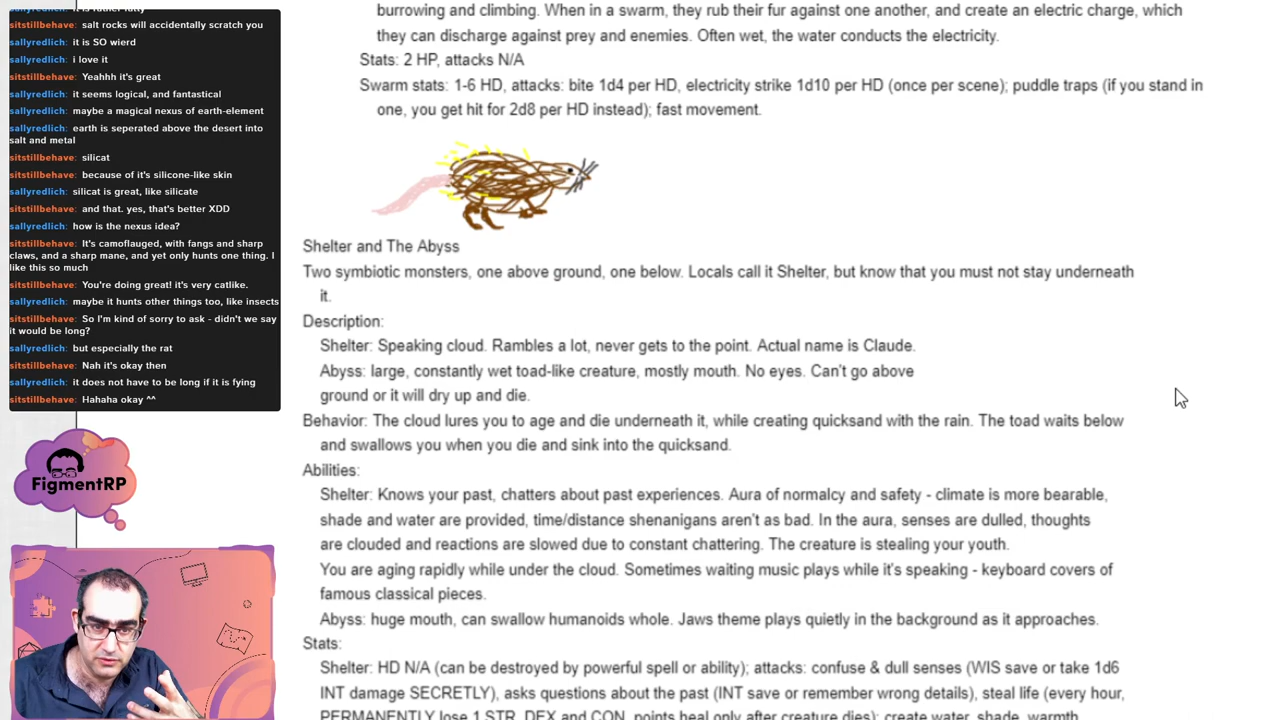 sitstillbehave: salt rocks will accidentally scratch you
sallyredlich: it is SO wierd
sallyredlich: i love it
sitstillbehave: Yeahhh it's great
sallyredlich: it seems logical, and fantastical
sallyredlich: maybe a magical nexus of earth-element
sallyredlich: earth is seperated above the desert into
salt and metal
sitstillbehave: silicat
sitstillbehave: because of it's silicone-like skin
sallyredlich: silicat is great, like silicate
sitstillbehave: and that. yes, that's better XDD
sallyredlich: how is the nexus idea?
sitstillbehave: It's camoflauged, with fangs and sharp
claws, and a sharp mane, and yet only hunts one thing. I
like this so much
sitstillbehave: You're doing great! it's very catlike.
sallyredlich: maybe it hunts other things too, like insects
sitstillbehave: So I'm kind of sorry to ask - didn't we say
it would be long?
sallyredlich: but especially the rat
sitstillbehave: Nah it's okay then
sallyredlich: it does not have to be long if it is fying
sitstillbehave: Hahaha okay ^^
FigmentRP
burrowing and climbing. When in a swarm, they rub their fur against one another, and create an electric charge, which
they can discharge against prey and enemies. Often wet, the water conducts the electricity.
Stats: 2 HP, attacks N/A
Swarm stats: 1-6 HD, attacks: bite 1d4 per HD, electricity strike 1d10 per HD (once per scene); puddle traps (if you stand in
one, you get hit for 2d8 per HD instead); fast movement.
Shelter and The Abyss
Two symbiotic monsters, one above ground, one below. Locals call it Shelter, but know that you must not stay underneath
it.
Description:
Shelter: Speaking cloud. Rambles a lot, never gets to the point. Actual name is Claude.
Abyss: large, constantly wet toad-like creature, mostly mouth. No eyes. Can't go above
ground or it will dry up and die.
Behavior: The cloud lures you to age and die underneath it, while creating quicksand with the rain. The toad waits below
and swallows you when you die and sink into the quicksand.
Abilities:
Shelter: Knows your past, chatters about past experiences. Aura of normalcy and safety - climate is more bearable,
shade and water are provided, time/distance shenanigans aren't as bad. In the aura, senses are dulled, thoughts
are clouded and reactions are slowed due to constant chattering. The creature is stealing your youth.
You are aging rapidly while under the cloud. Sometimes waiting music plays while it's speaking - keyboard covers of
famous classical pieces.
Abyss: huge mouth, can swallow humanoids whole. Jaws theme plays quietly in the background as it approaches.
Stats:
Shelter: HD N/A (can be destroyed by powerful spell or ability); attacks: confuse & dull senses (WIS save or take 1d6
INT damage SECRETLY), asks questions about the past (INT save or remember wrong details), steal life (every hour,
PERMANENTLY lose 1 STR, DEX and CON, points heal only after creature dies); create water, shade, warmth